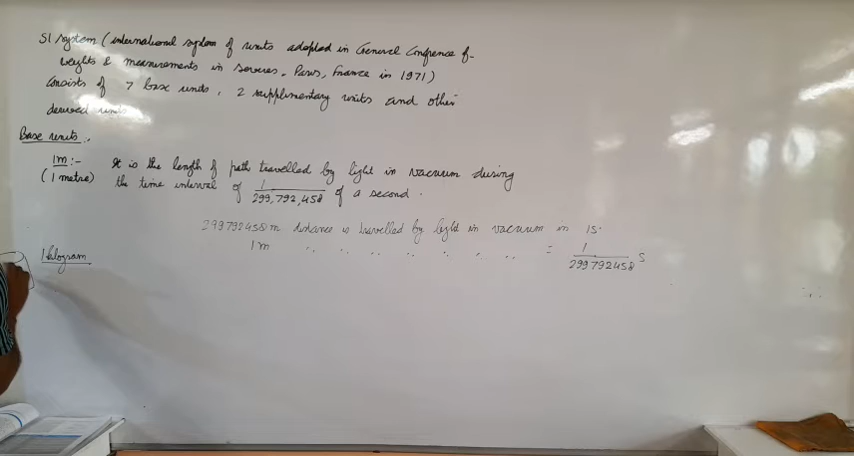 SI system (international system of units adopted in General Conference of
weights & measurements in severes, Paris, France in 1971)
consists of 7 base units, 2 supplimentary units and other
derived units
Base units :-
1m :- It is the length of path travelled by light in vacuum during
(1 metre) the time interval of 1/299,792,458 of a second.
299792458m distance is travelled by light in vacuum in 1s.
1m .. .. .. .. .. .. .. = 1/299792458 s
1 kilogram